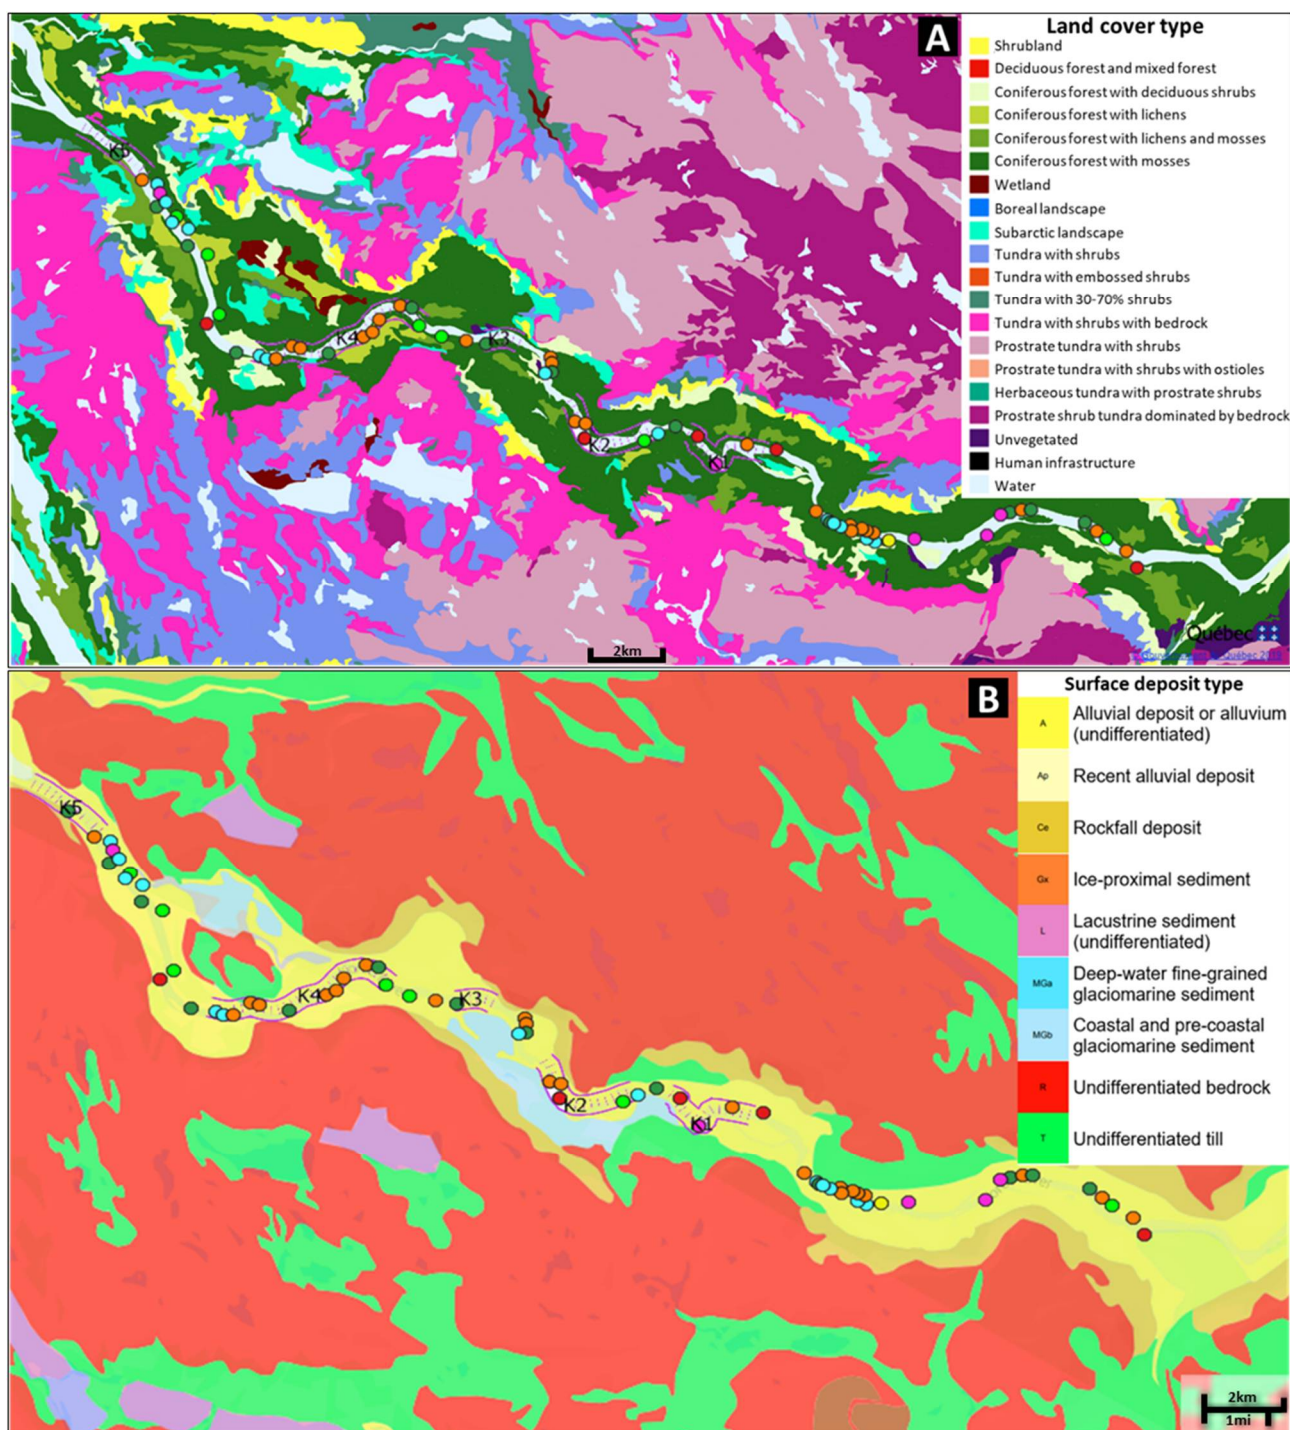 A
Land cover type
Shrubland
Deciduous forest and mixed forest
Coniferous forest with deciduous shrubs
Coniferous forest with lichens
Coniferous forest with lichens and mosses
Coniferous forest with mosses
Wetland
Boreal landscape
Subarctic landscape
Tundra with shrubs
Tundra with embossed shrubs
Tundra with 30-70% shrubs
Tundra with shrubs with bedrock
Prostrate tundra with shrubs
Prostrate tundra with shrubs with ostioles
Herbaceous tundra with prostrate shrubs
Prostrate shrub tundra dominated by bedrock
Unvegetated
Human infrastructure
Water
K5
K4
K3
K2
K1
2km
Québec
B
Surface deposit type
A Alluvial deposit or alluvium
(undifferentiated)
Ap Recent alluvial deposit
Ce Rockfall deposit
Gx Ice-proximal sediment
L Lacustrine sediment
(undifferentiated)
MGa Deep-water fine-grained
glaciomarine sediment
MGb Coastal and pre-coastal
glaciomarine sediment
R Undifferentiated bedrock
T Undifferentiated till
K5
K4
K3
K2
K1
2km
1mi